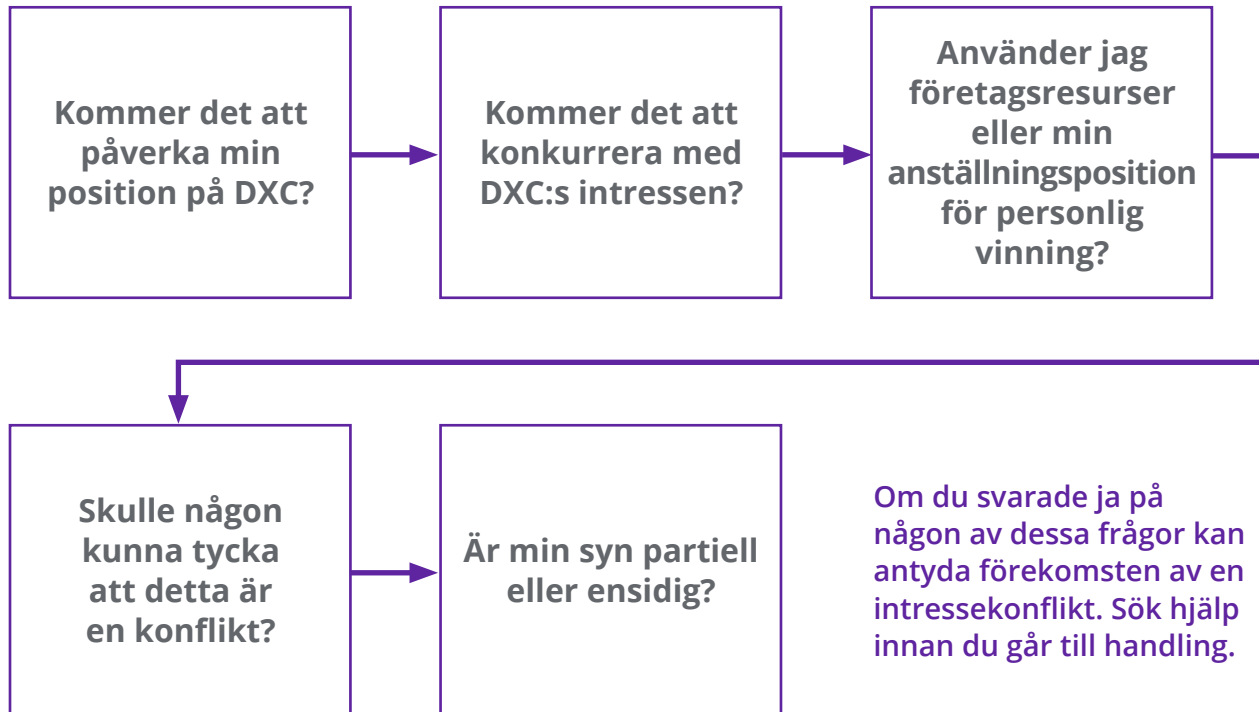 Kommer det att
påverka min
position på DXC?
Kommer det att
konkurrera med
DXC:s intressen?
Använder jag
företagsresurser
eller min
anställningsposition
för personlig
vinning?
Skulle någon
kunna tycka
att detta är
en konflikt?
Är min syn partiell
eller ensidig?
Om du svarade ja på
någon av dessa frågor kan
antyda förekomsten av en
intressekonflikt. Sök hjälp
innan du går till handling.